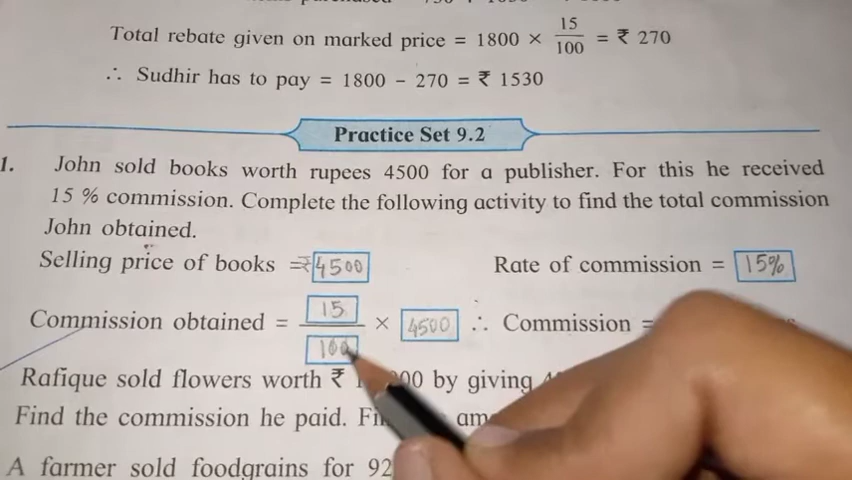 Total rebate given on marked price = 1800 × 15/100 = ₹ 270
∴ Sudhir has to pay = 1800 - 270 = ₹ 1530
Practice Set 9.2
1. John sold books worth rupees 4500 for a publisher. For this he received
15 % commission. Complete the following activity to find the total commission
John obtained.
Selling price of books =₹ 4500 Rate of commission = 15%
Commission obtained = 15/100 × 4500 ∴ Commission =
Rafique sold flowers worth ₹ by giving
Find the commission he paid.
A farmer sold foodgrains for 92